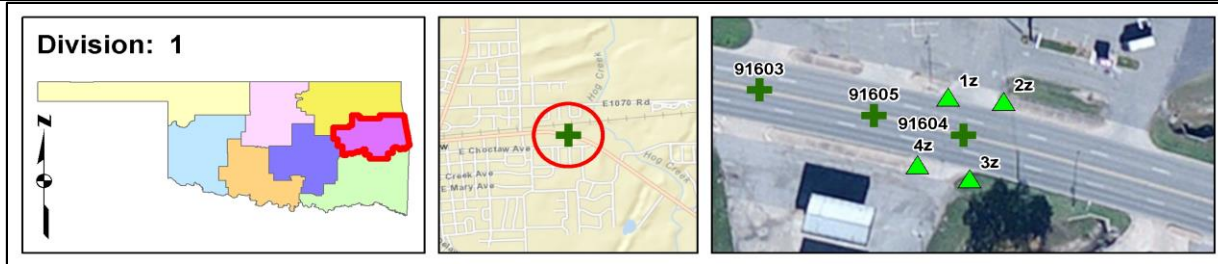 Division: 1
N
Hog Creek
E1070 Rd
E Choctaw Ave
Creek Ave
E Mary Ave
Hog Creek
91603
91605
91604
1z
2z
4z
3z